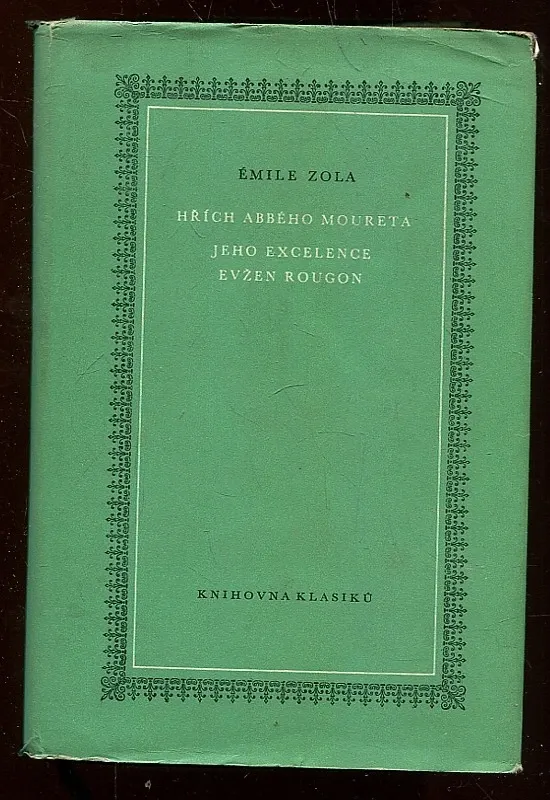 ÉMILE ZOLA
HŘÍCH ABBÉHO MOURETA
JEHO EXCELENCE
EVŽEN ROUGON
KNIHOVNA KLASIKŮ